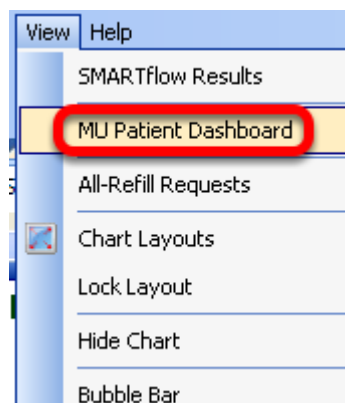 View Help
SMARTflow Results
MU Patient Dashboard
All-Refill Requests
Chart Layouts
Lock Layout
Hide Chart
Bubble Bar